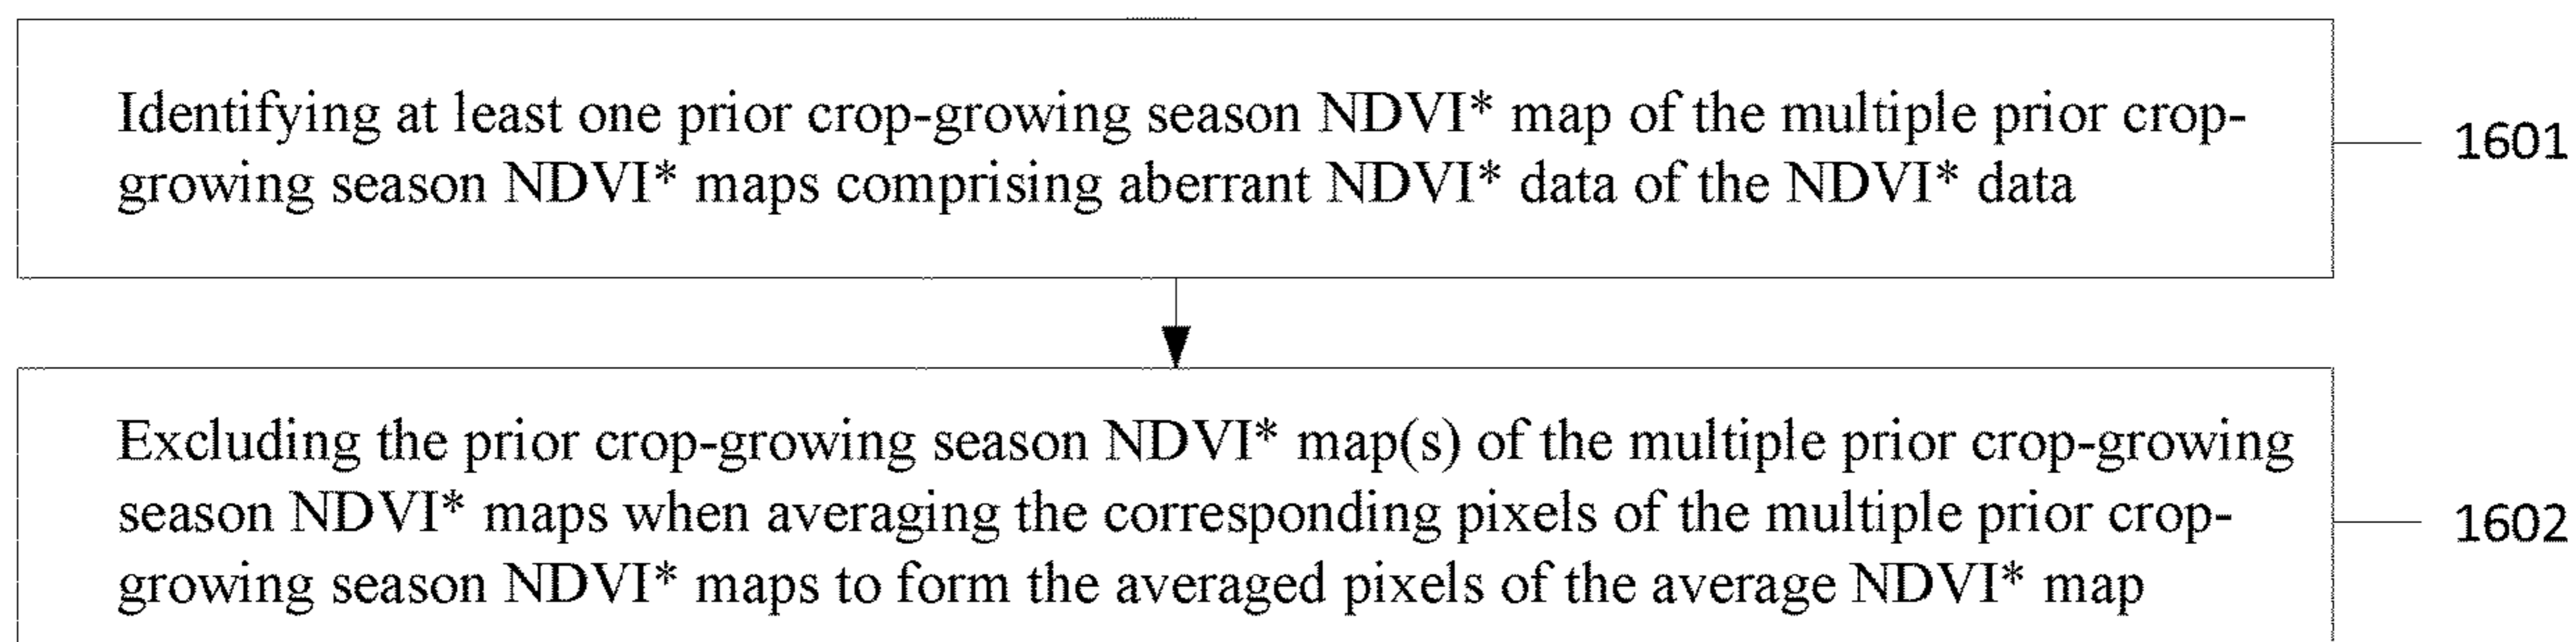 Identifying at least one prior crop-growing season NDVI* map of the multiple prior crop-
growing season NDVI* maps comprising aberrant NDVI* data of the NDVI* data
1601
Excluding the prior crop-growing season NDVI* map(s) of the multiple prior crop-growing
season NDVI* maps when averaging the corresponding pixels of the multiple prior crop-
growing season NDVI* maps to form the averaged pixels of the average NDVI* map
1602